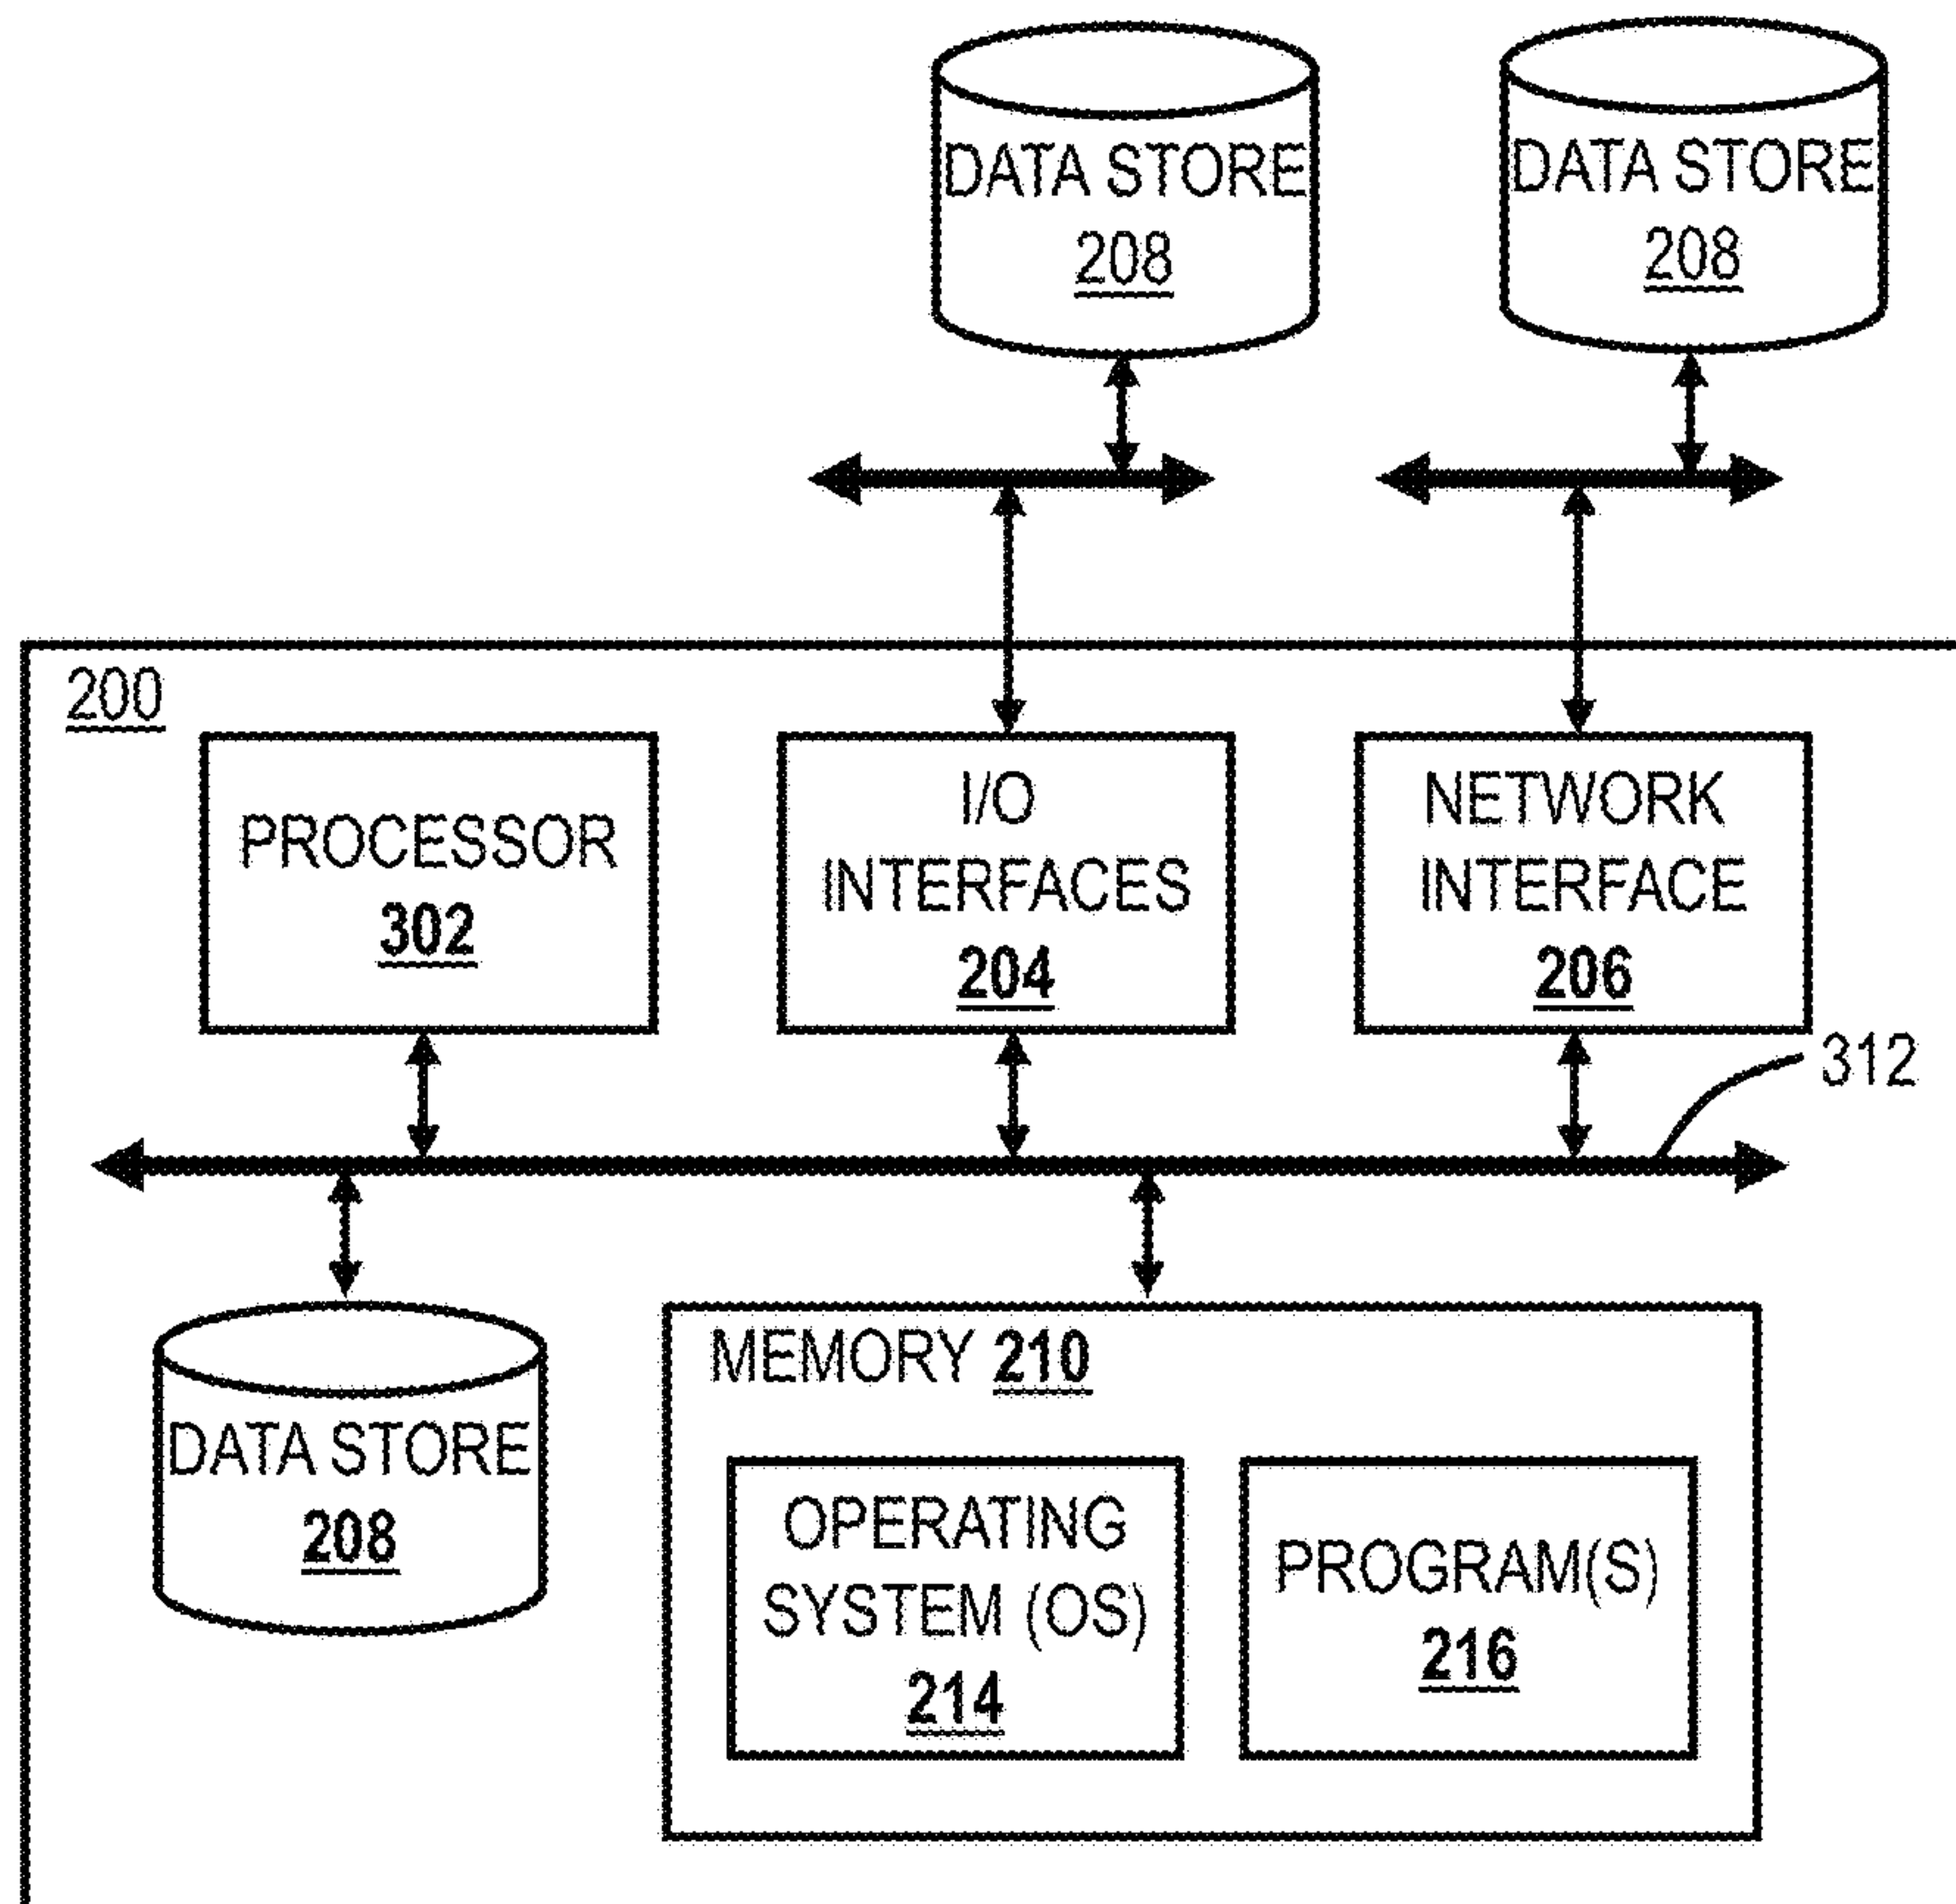 DATA STORE
208
DATA STORE
208
200
PROCESSOR
302
I/O
INTERFACES
204
NETWORK
INTERFACE
206
312
DATA STORE
208
MEMORY 210
OPERATING
SYSTEM (OS)
214
PROGRAM(S)
216